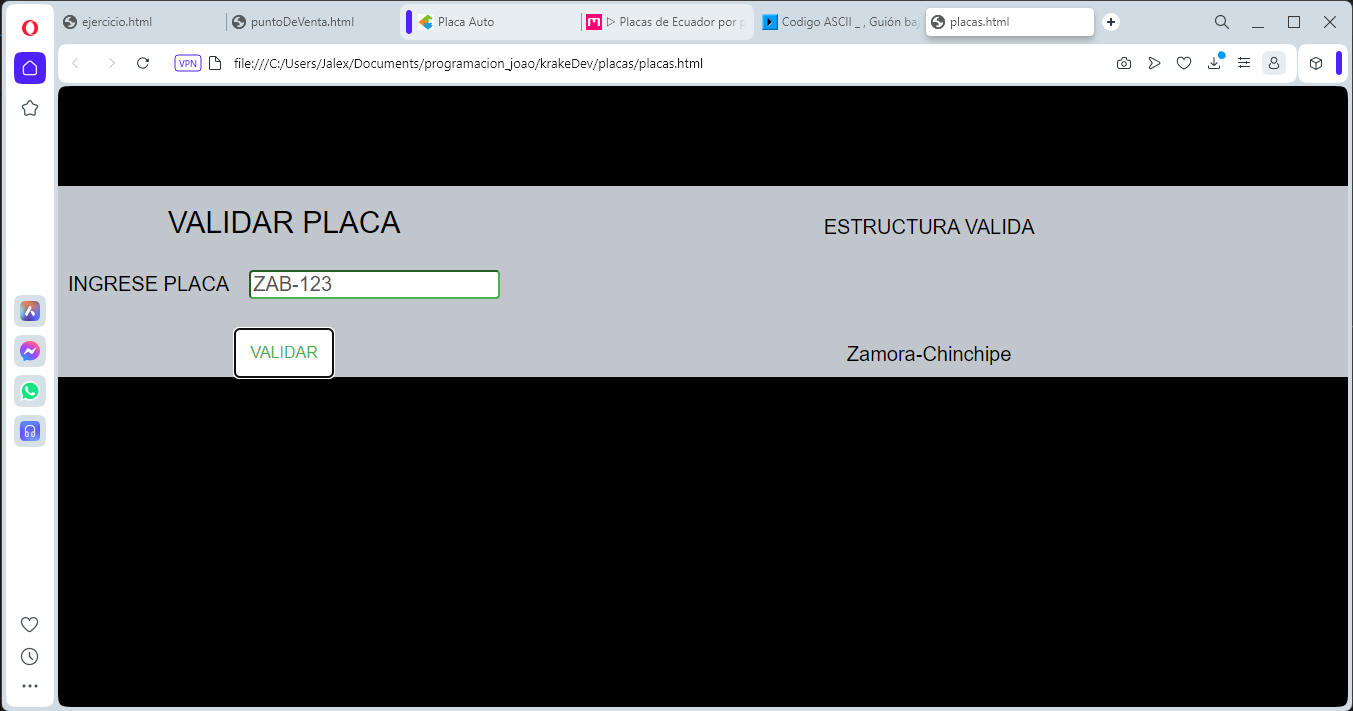 ejercicio.html
puntoDeVenta.html
Placa Auto
▷ Placas de Ecuador por p
Codigo ASCII _ , Guión baj
placas.html
VPN
file:///C:/Users/Jalex/Documents/programacion_joao/krakeDev/placas/placas.html
VALIDAR PLACA
ESTRUCTURA VALIDA
INGRESE PLACA
ZAB-123
VALIDAR
Zamora-Chinchipe